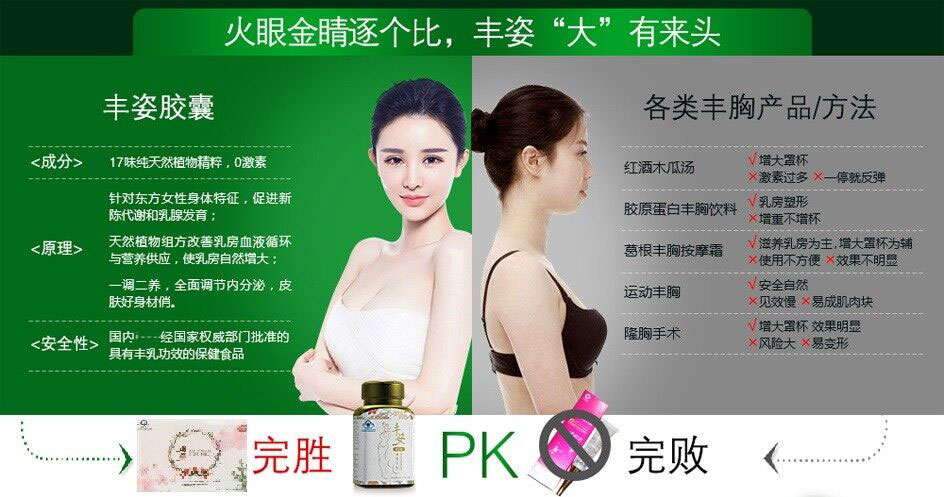 火眼金睛逐个比，丰姿“大”有来头
丰姿胶囊
<成分>
17味纯天然植物精粹，0激素
<原理>
针对东方女性身体特征，促进新
陈代谢和乳腺发育；
天然植物组方改善乳房血液循环
与营养供应，使乳房自然增大；
一调二养，全面调节内分泌，皮
肤好身材俏。
<安全性>
国内----经国家权威部门批准的
具有丰乳功效的保健食品
各类丰胸产品/方法
红酒木瓜汤
√增大罩杯
×激素过多 ×一停就反弹
胶原蛋白丰胸饮料
√乳房塑形
×增重不增杯
葛根丰胸按摩霜
√滋养乳房为主,增大罩杯为辅
×使用不方便 ×效果不明显
运动丰胸
√安全自然
×见效慢 ×易成肌肉块
隆胸手术
√增大罩杯 效果明显
×风险大 ×易变形
完胜
丰姿
PK
完败